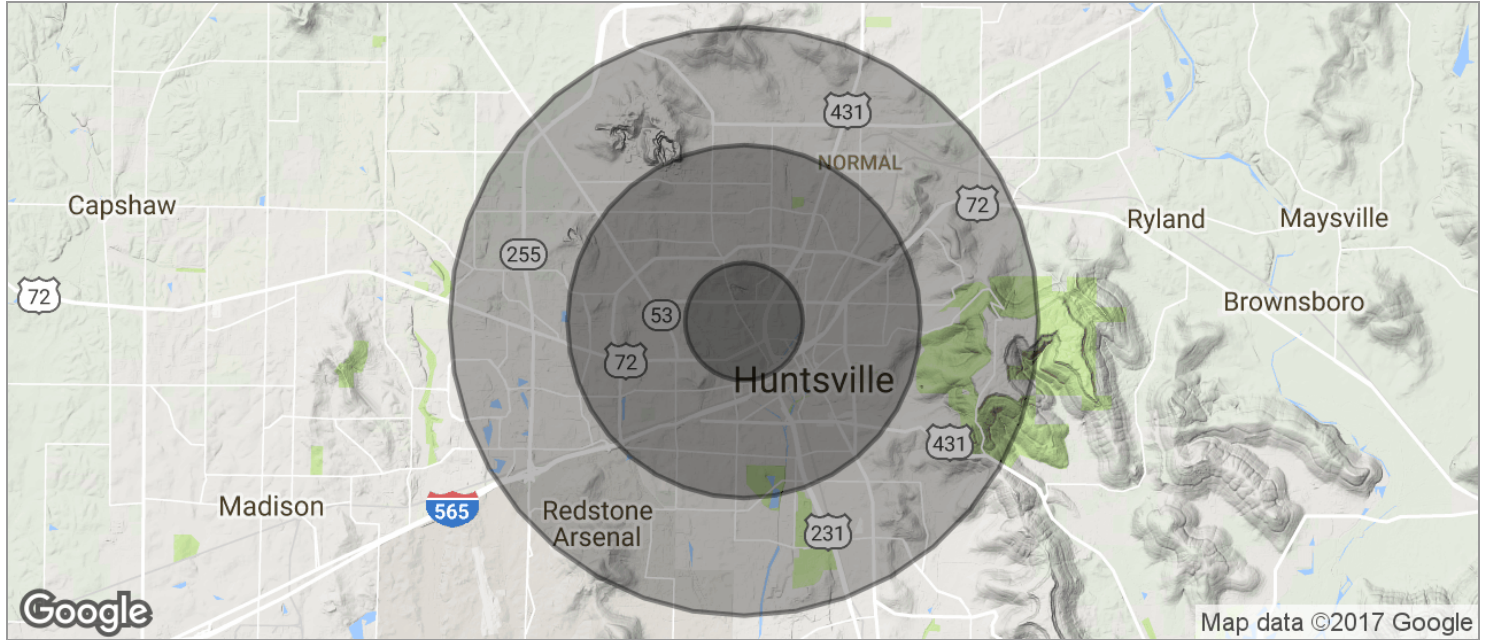 431
NORMAL
Capshaw
72
Ryland
Maysville
255
72
Brownsboro
53
72
Huntsville
431
Madison
565
Redstone
Arsenal
231
Google
Map data ©2017 Google